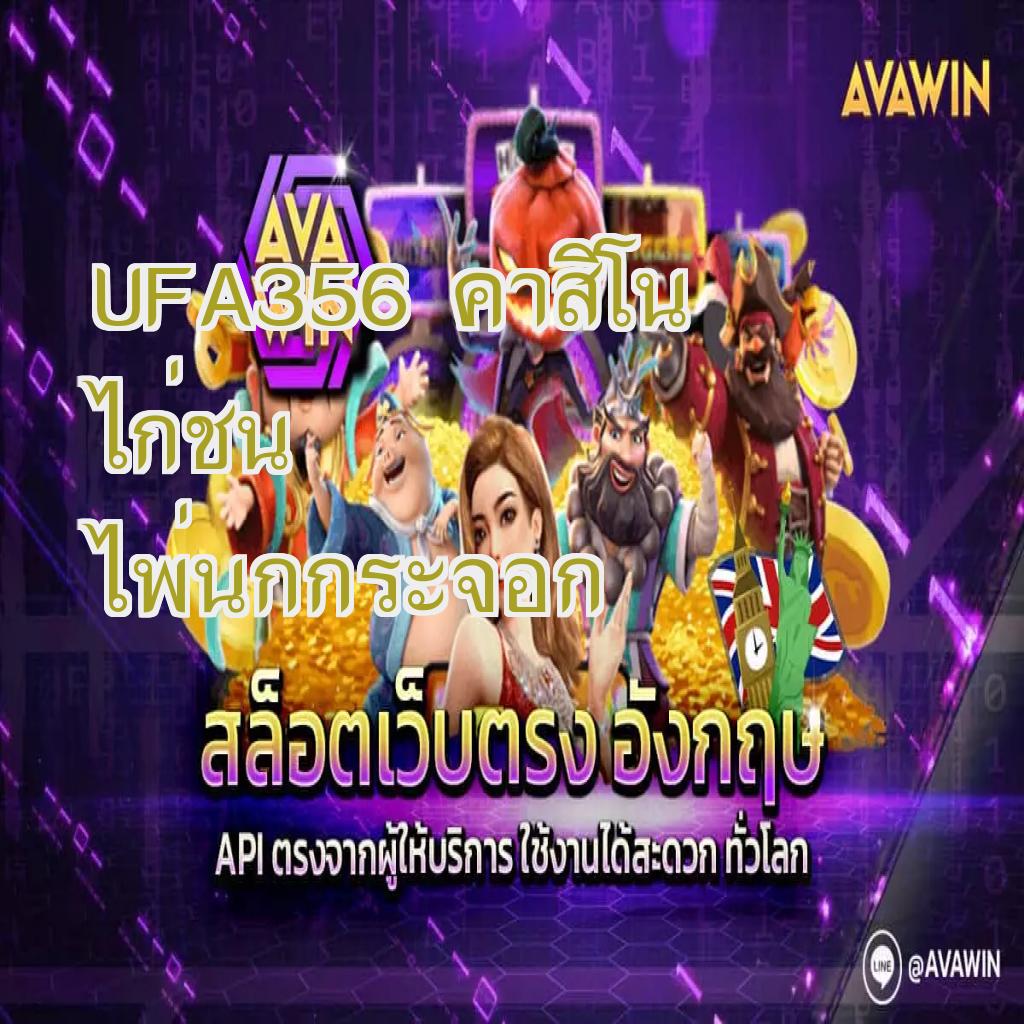 AVAWIN
AVA
WIN
UFA356 คาสิโน
ไก่ชน
ไพ่นกกระจอก
สล็อตเว็บตรง อังกฤษ
API ตรงจากผู้ให้บริการ ใช้งานได้สะดวก ทั่วโลก
LINE @AVAWIN